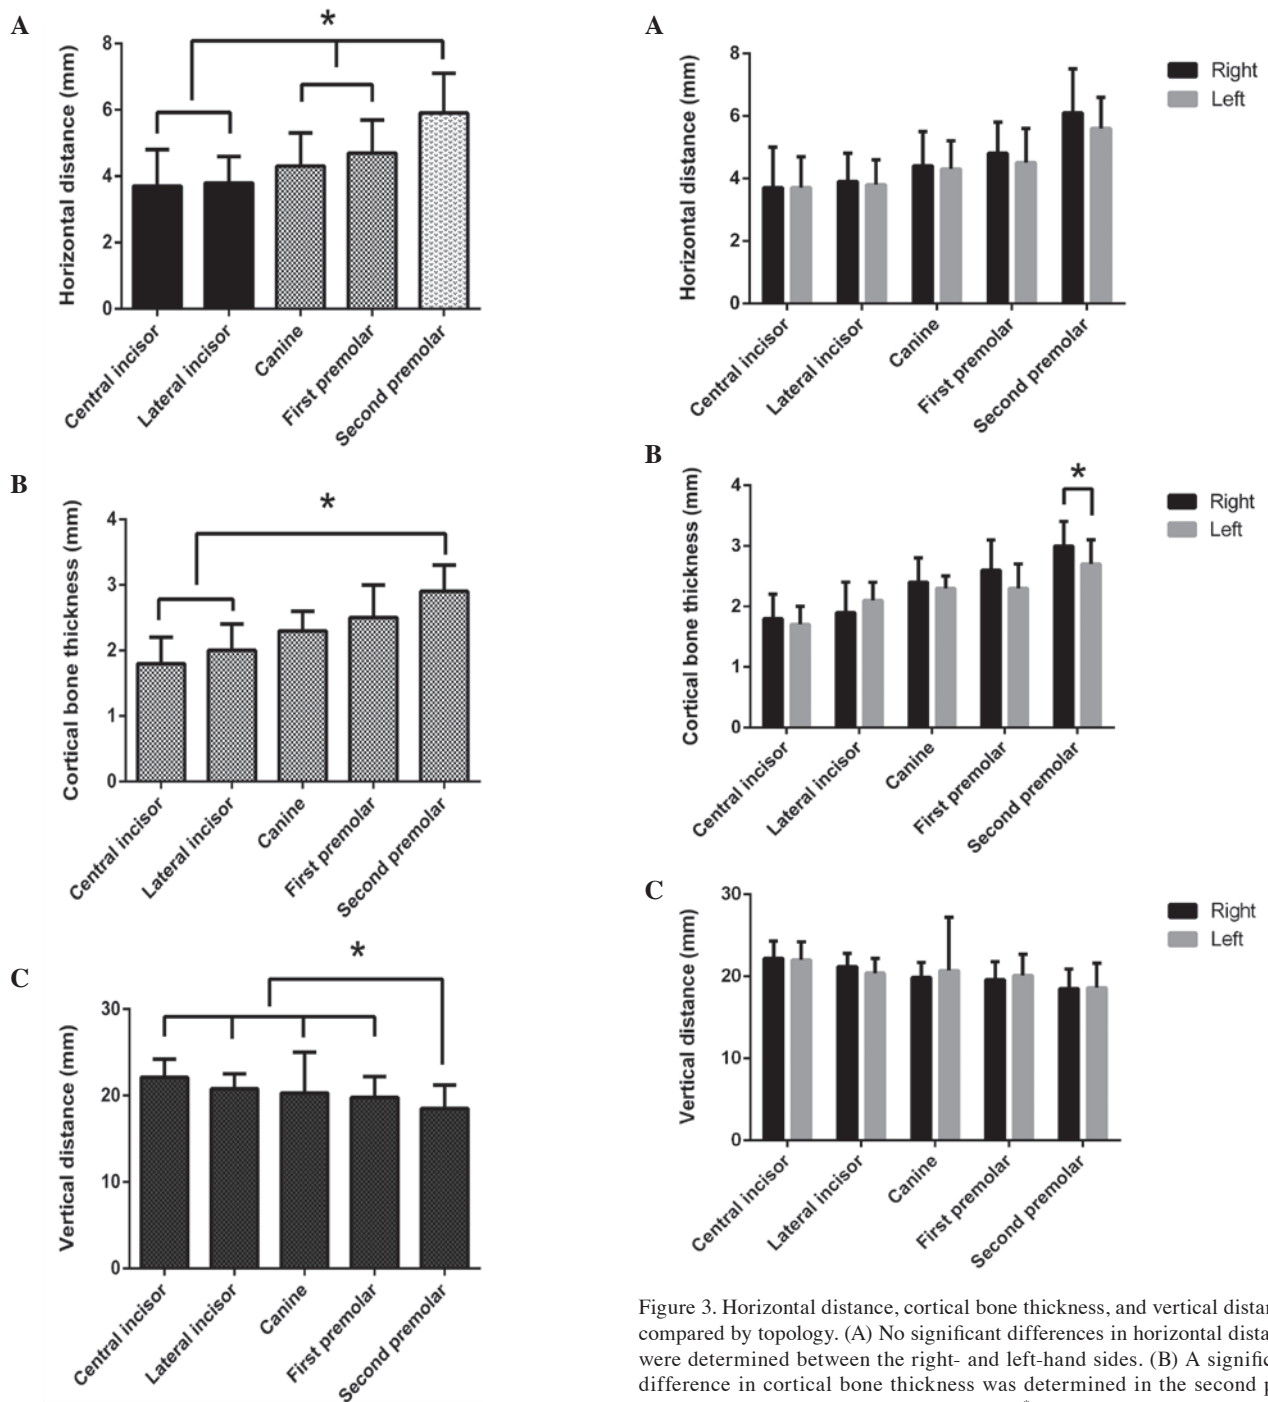 A
*
Horizontal distance (mm)
8
6
4
2
0
Central incisor
Lateral incisor
Canine
First premolar
Second premolar
B
*
Cortical bone thickness (mm)
4
3
2
1
0
Central incisor
Lateral incisor
Canine
First premolar
Second premolar
C
*
Vertical distance (mm)
30
20
10
0
Central incisor
Lateral incisor
Canine
First premolar
Second premolar
A
Horizontal distance (mm)
8
6
4
2
0
Central incisor
Lateral incisor
Canine
First premolar
Second premolar
Right
Left
B
*
Cortical bone thickness (mm)
4
3
2
1
0
Central incisor
Lateral incisor
Canine
First premolar
Second premolar
Right
Left
C
Vertical distance (mm)
30
20
10
0
Central incisor
Lateral incisor
Canine
First premolar
Second premolar
Right
Left
Figure 3. Horizontal distance, cortical bone thickness, and vertical distan
compared by topology. (A) No significant differences in horizontal dista
were determined between the right- and left-hand sides. (B) A signific
difference in cortical bone thickness was determined in the second p